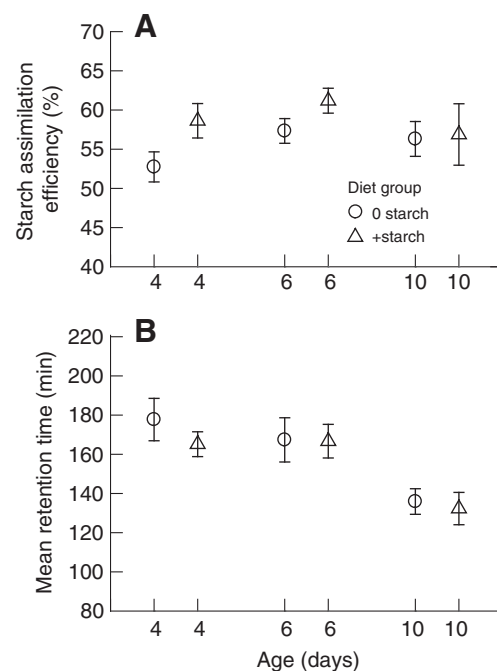 A
Starch assimilation
efficiency (%)
70
65
60
55
50
45
40
Diet group
0 starch
+starch
4 4 6 6 10 10
B
Mean retention time (min)
220
200
180
160
140
120
100
80
4 4 6 6 10 10
Age (days)